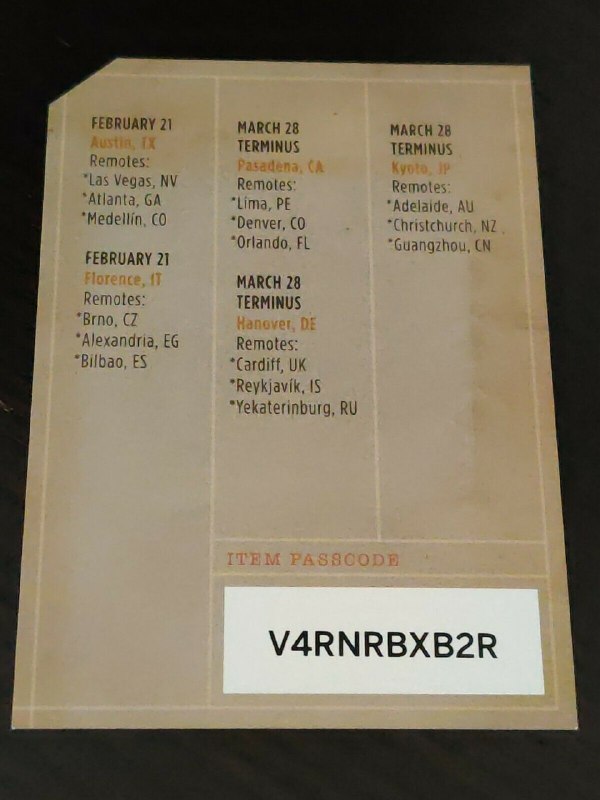 FEBRUARY 21
Austin, TX
Remotes:
*Las Vegas, NV
*Atlanta, GA
*Medellín, CO
FEBRUARY 21
Florence, IT
Remotes:
*Brno, CZ
*Alexandria, EG
*Bilbao, ES
MARCH 28
TERMINUS
Pasadena, CA
Remotes:
*Lima, PE
*Denver, CO
*Orlando, FL
MARCH 28
TERMINUS
Hanover, DE
Remotes:
*Cardiff, UK
*Reykjavík, IS
*Yekaterinburg, RU
MARCH 28
TERMINUS
Kyoto, JP
Remotes:
*Adelaide, AU
*Christchurch, NZ
*Guangzhou, CN
ITEM PASSCODE
V4RNRBXB2R